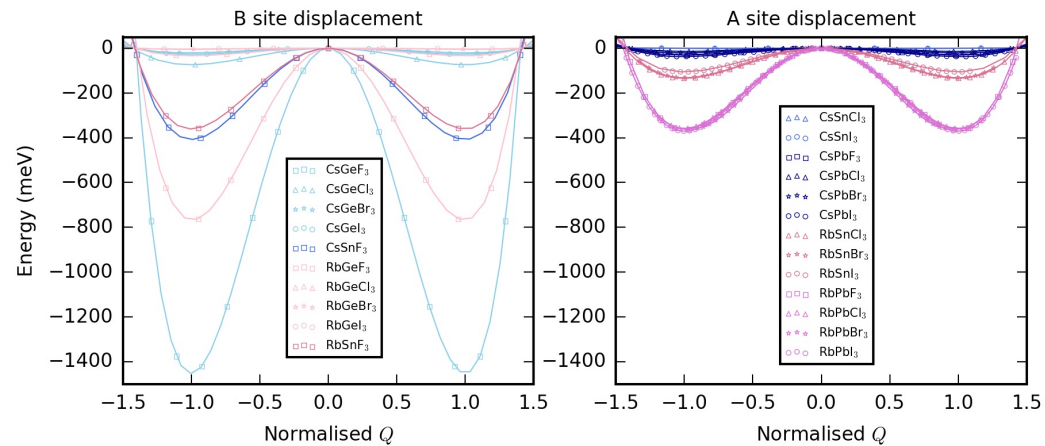 B site displacement
A site displacement
Energy (meV)
0
−200
−400
−600
−800
−1000
−1200
−1400
−1.5 −1.0 −0.5 0.0 0.5 1.0 1.5
Normalised Q
CsGeF₃
CsGeCl₃
CsGeBr₃
CsGeI₃
CsSnF₃
RbGeF₃
RbGeCl₃
RbGeBr₃
RbGeI₃
RbSnF₃
0
−200
−400
−600
−800
−1000
−1200
−1400
−1.5 −1.0 −0.5 0.0 0.5 1.0 1.5
Normalised Q
CsSnCl₃
CsSnI₃
CsPbF₃
CsPbCl₃
CsPbBr₃
CsPbI₃
RbSnCl₃
RbSnBr₃
RbSnI₃
RbPbF₃
RbPbCl₃
RbPbBr₃
RbPbI₃